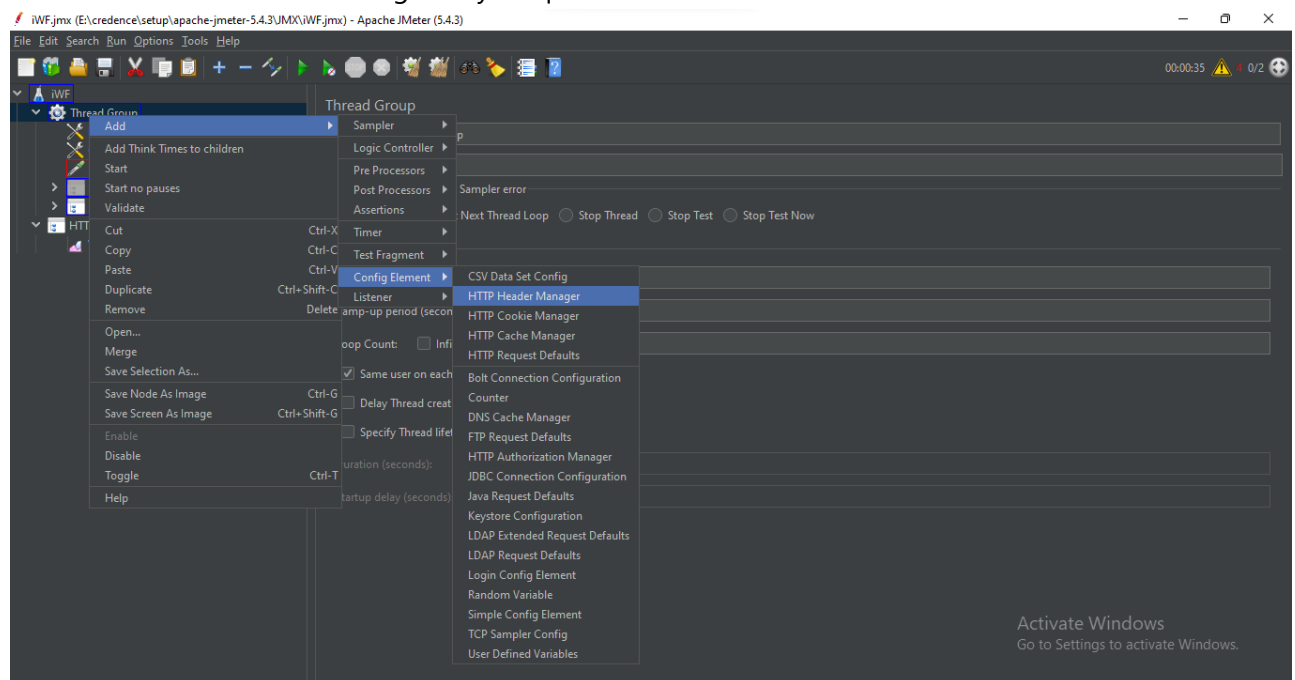 iWF.jmx (E:\credence\setup\apache-jmeter-5.4.3\JMX\iWF.jmx) - Apache JMeter (5.4.3)
File Edit Search Run Options Tools Help
00:00:35 4 0/2
iWF
Thread Group
HTT
Add
Add Think Times to children
Start
Start no pauses
Validate
Cut Ctrl-X
Copy Ctrl-C
Paste Ctrl-V
Duplicate Ctrl+Shift-C
Remove Delete
Open...
Merge
Save Selection As...
Save Node As Image Ctrl-G
Save Screen As Image Ctrl+Shift-G
Enable
Disable
Toggle Ctrl-T
Help
Sampler
Logic Controller
Pre Processors
Post Processors
Assertions
Timer
Test Fragment
Config Element
Listener
CSV Data Set Config
HTTP Header Manager
HTTP Cookie Manager
HTTP Cache Manager
HTTP Request Defaults
Bolt Connection Configuration
Counter
DNS Cache Manager
FTP Request Defaults
HTTP Authorization Manager
JDBC Connection Configuration
Java Request Defaults
Keystore Configuration
LDAP Extended Request Defaults
LDAP Request Defaults
Login Config Element
Random Variable
Simple Config Element
TCP Sampler Config
User Defined Variables
Thread Group
p
Sampler error
Next Thread Loop Stop Thread Stop Test Stop Test Now
amp-up period (secon
oop Count: Infi
Same user on each
Delay Thread creat
Specify Thread lifet
uration (seconds):
tartup delay (seconds)
Activate Windows
Go to Settings to activate Windows.